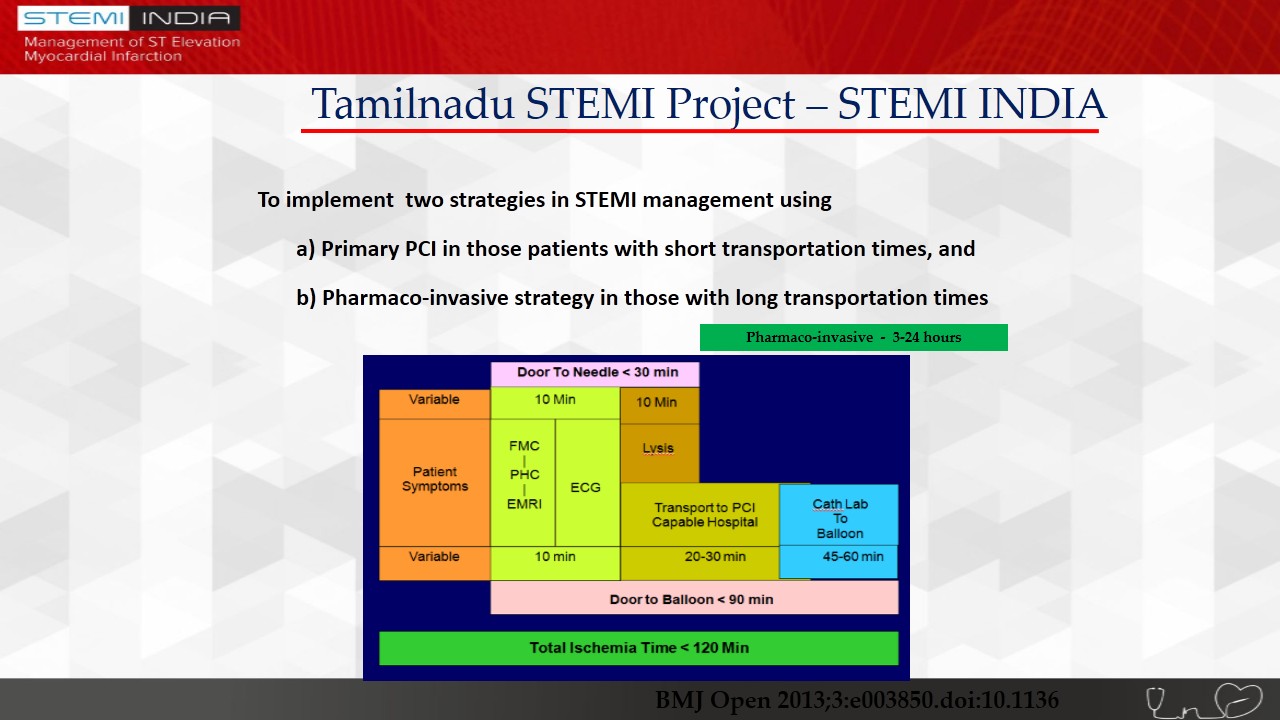 STEMI INDIA
Management of ST Elevation
Myocardial Infarction
Tamilnadu STEMI Project – STEMI INDIA
To implement two strategies in STEMI management using
a) Primary PCI in those patients with short transportation times, and
b) Pharmaco-invasive strategy in those with long transportation times
Pharmaco-invasive - 3-24 hours
Door To Needle < 30 min
Variable
10 Min
10 Min
Patient
Symptoms
FMC
|
PHC
|
EMRI
ECG
Lysis
Transport to PCI
Capable Hospital
Cath Lab
To
Balloon
Variable
10 min
20-30 min
45-60 min
Door to Balloon < 90 min
Total Ischemia Time < 120 Min
BMJ Open 2013;3:e003850.doi:10.1136